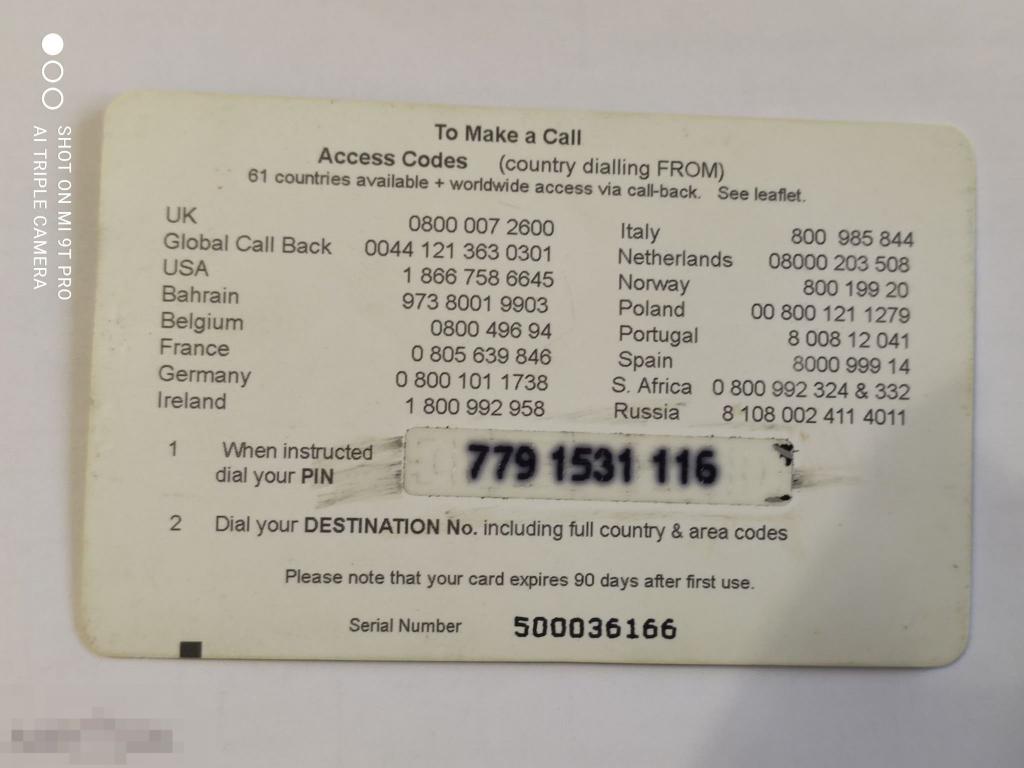 To Make a Call
Access Codes (country dialling FROM)
61 countries available + worldwide access via call-back. See leaflet.
UK 0800 007 2600
Global Call Back 0044 121 363 0301
USA 1 866 758 6645
Bahrain 973 8001 9903
Belgium 0800 496 94
France 0 805 639 846
Germany 0 800 101 1738
Ireland 1 800 992 958
Italy 800 985 844
Netherlands 08000 203 508
Norway 800 199 20
Poland 00 800 121 1279
Portugal 8 008 12 041
Spain 8000 999 14
S. Africa 0 800 992 324 & 332
Russia 8 108 002 411 4011
1 When instructed
dial your PIN
779 1531 116
2 Dial your DESTINATION No. including full country & area codes
Please note that your card expires 90 days after first use.
Serial Number 500036166
SHOT ON MI 9T PRO
AI TRIPLE CAMERA